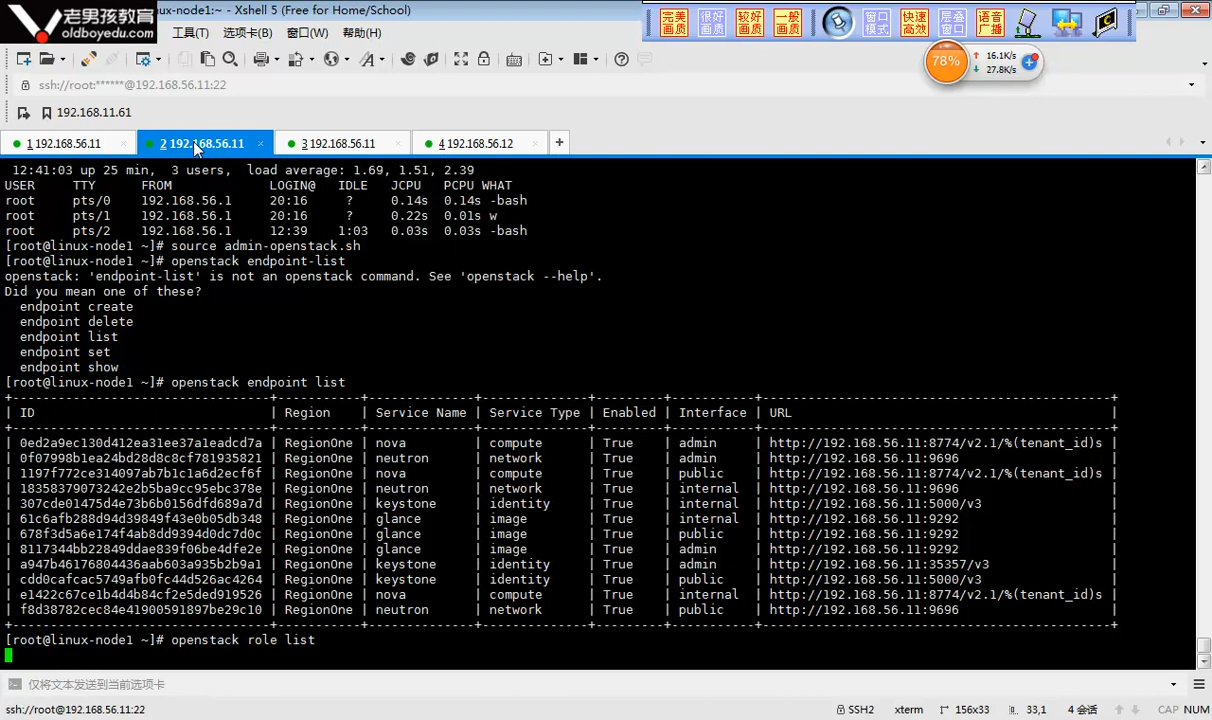 老男孩教育
oldboyedu.com
linux-node1:~ - Xshell 5 (Free for Home/School)
完美画质 很好画质 较好画质 一般画质 窗口模式 快速高效 层叠窗口 语音广播
工具(T) 选项卡(B) 窗口(W) 帮助(H)
78% 16.1K/s
27.8K/s
ssh://root:******@192.168.56.11:22
192.168.11.61
1 192.168.56.11 2 192.168.56.11 3 192.168.56.11 4 192.168.56.12
12:41:03 up 25 min,  3 users,  load average: 1.69, 1.51, 2.39
USER     TTY      FROM             LOGIN@   IDLE   JCPU   PCPU WHAT
root     pts/0    192.168.56.1     20:16    ?      0.14s  0.14s -bash
root     pts/1    192.168.56.1     20:16    ?      0.22s  0.01s w
root     pts/2    192.168.56.1     12:39    1:03   0.03s  0.03s -bash
[root@linux-node1 ~]# source admin-openstack.sh
[root@linux-node1 ~]# openstack endpoint-list
openstack: 'endpoint-list' is not an openstack command. See 'openstack --help'.
Did you mean one of these?
  endpoint create
  endpoint delete
  endpoint list
  endpoint set
  endpoint show
[root@linux-node1 ~]# openstack endpoint list
| ID | Region | Service Name | Service Type | Enabled | Interface | URL |
| 0ed2a9ec130d412ea31ee37a1eadcd7a | RegionOne | nova | compute | True | admin | http://192.168.56.11:8774/v2.1/%(tenant_id)s |
| 0f07998b1ea24bd28d8c8cf781935821 | RegionOne | neutron | network | True | admin | http://192.168.56.11:9696 |
| 1197f772ce314097ab7b1c1a6d2ecf6f | RegionOne | nova | compute | True | public | http://192.168.56.11:8774/v2.1/%(tenant_id)s |
| 18358379073242e2b5ba9cc95ebc378e | RegionOne | neutron | network | True | internal | http://192.168.56.11:9696 |
| 307cde01475d4e73b6b0156dfd689a7d | RegionOne | keystone | identity | True | internal | http://192.168.56.11:5000/v3 |
| 61c6afb288d94d39849f43e0b05db348 | RegionOne | glance | image | True | internal | http://192.168.56.11:9292 |
| 678f3d5a6e174f4ab8dd9394d0dc7d0c | RegionOne | glance | image | True | public | http://192.168.56.11:9292 |
| 8117344bb22849ddae839f06be4dfe2e | RegionOne | glance | image | True | admin | http://192.168.56.11:9292 |
| a947b46176804436aab603a935b2b9a1 | RegionOne | keystone | identity | True | admin | http://192.168.56.11:35357/v3 |
| cdd0cafcac5749afb0fc44d526ac4264 | RegionOne | keystone | identity | True | public | http://192.168.56.11:5000/v3 |
| e1422c67ce1b4d4b84cf2e5ded919526 | RegionOne | nova | compute | True | internal | http://192.168.56.11:8774/v2.1/%(tenant_id)s |
| f8d38782cec84e41900591897be29c10 | RegionOne | neutron | network | True | public | http://192.168.56.11:9696 |
[root@linux-node1 ~]# openstack role list
仅将文本发送到当前选项卡
ssh://root@192.168.56.11:22 SSH2 xterm 156x33 33,1 4 会话 CAP NUM